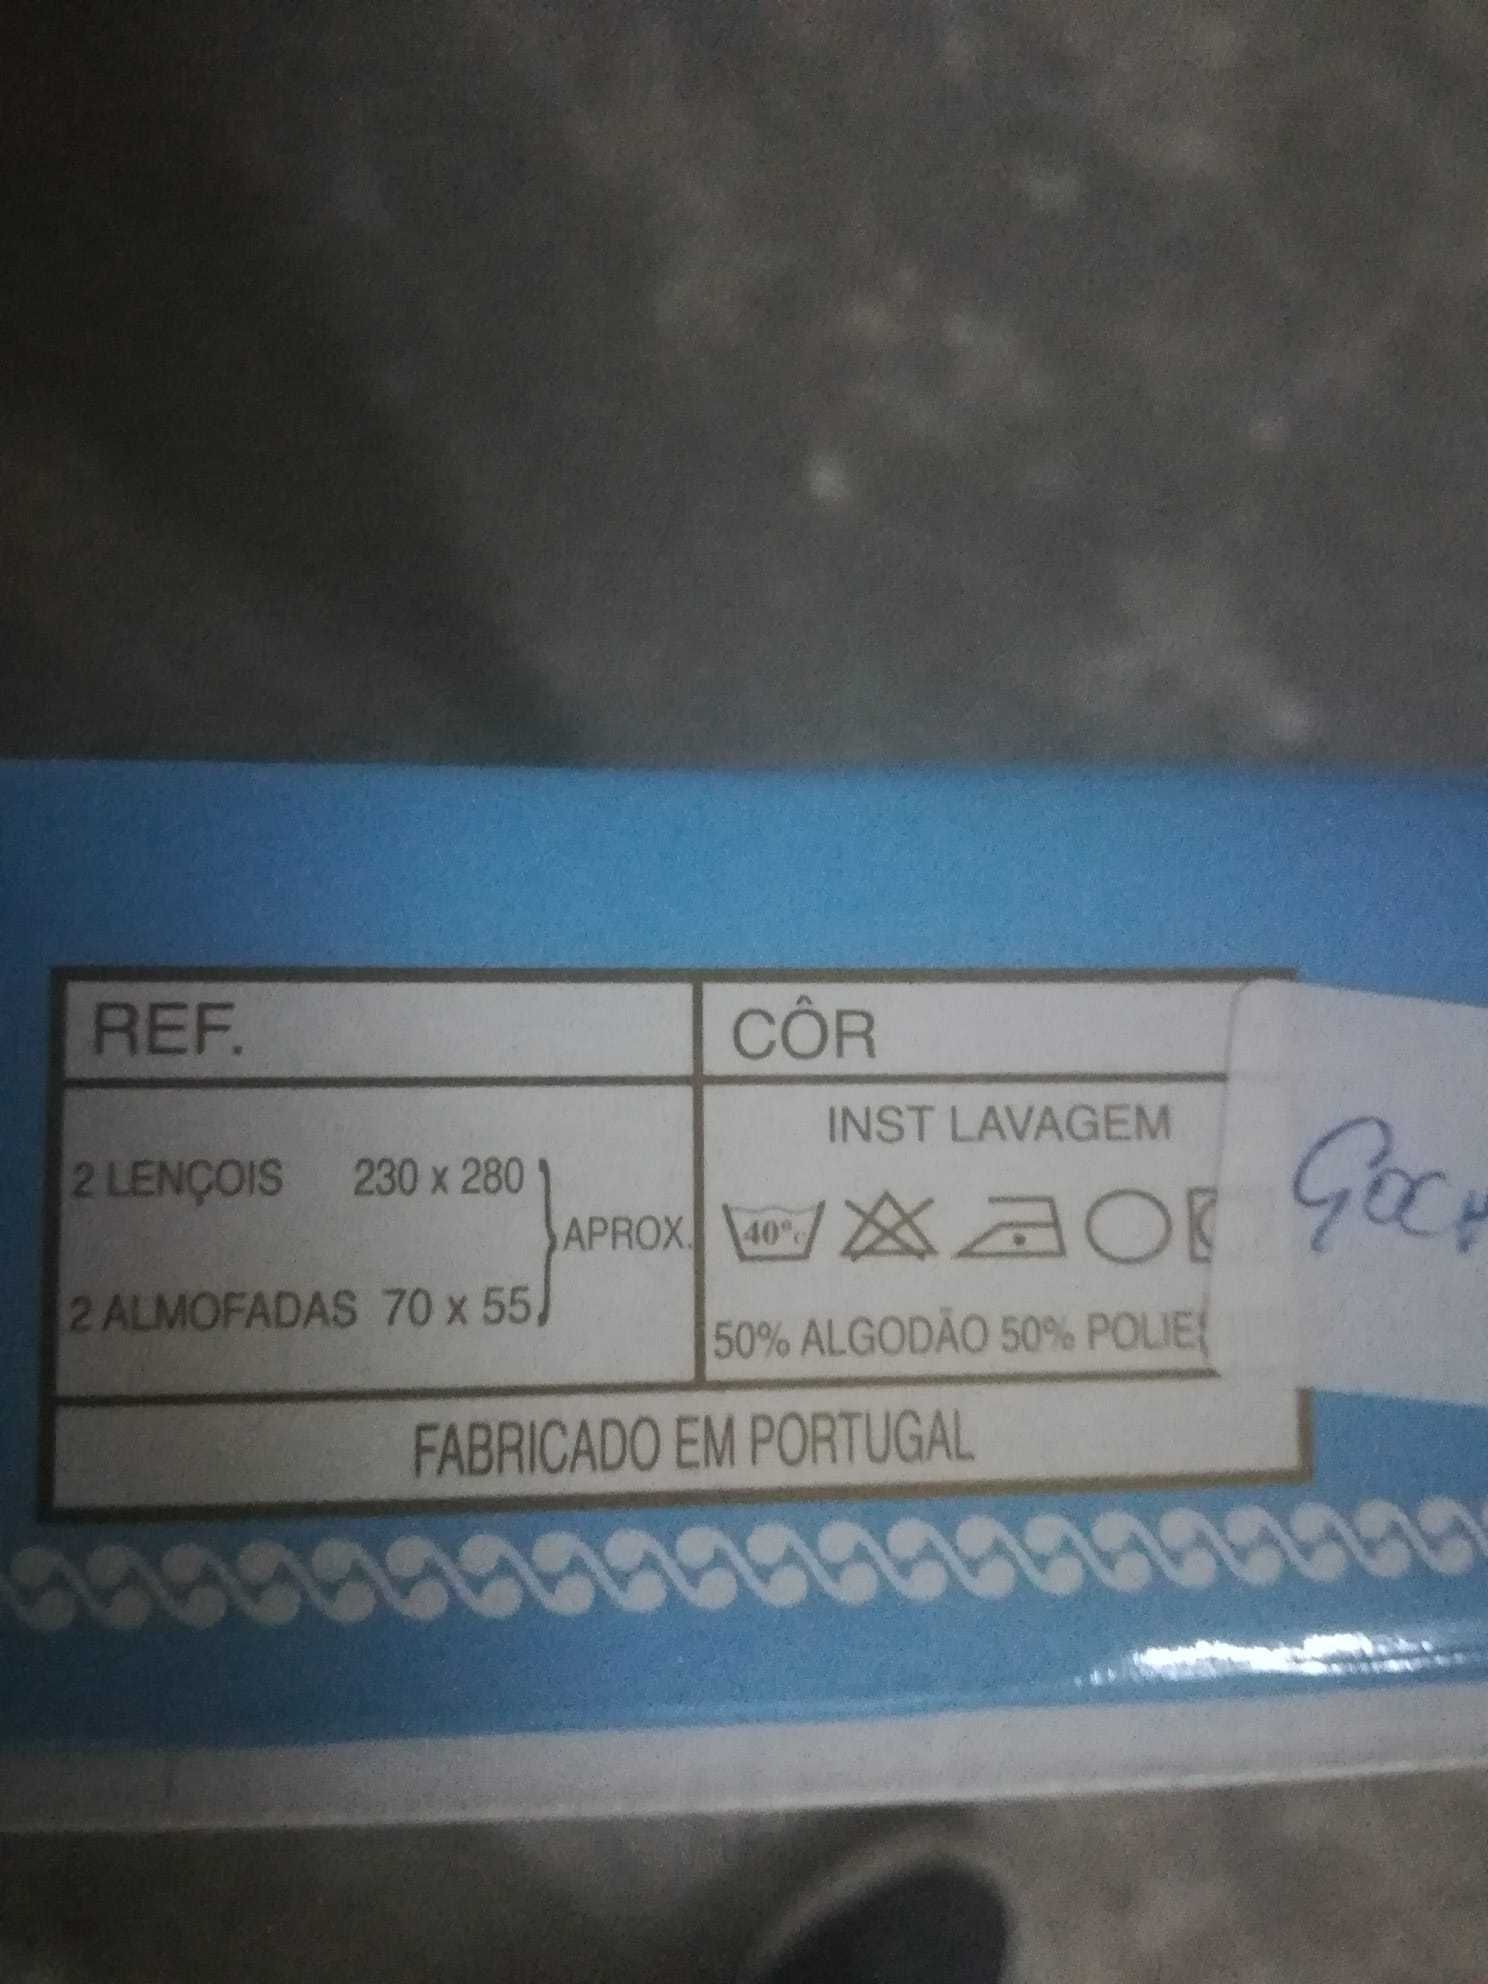 REF.
CÔR
2 LENÇOIS 230 x 280
2 ALMOFADAS 70 x 55
APROX.
INST LAVAGEM
40°c
50% ALGODÃO 50% POLIES
FABRICADO EM PORTUGAL